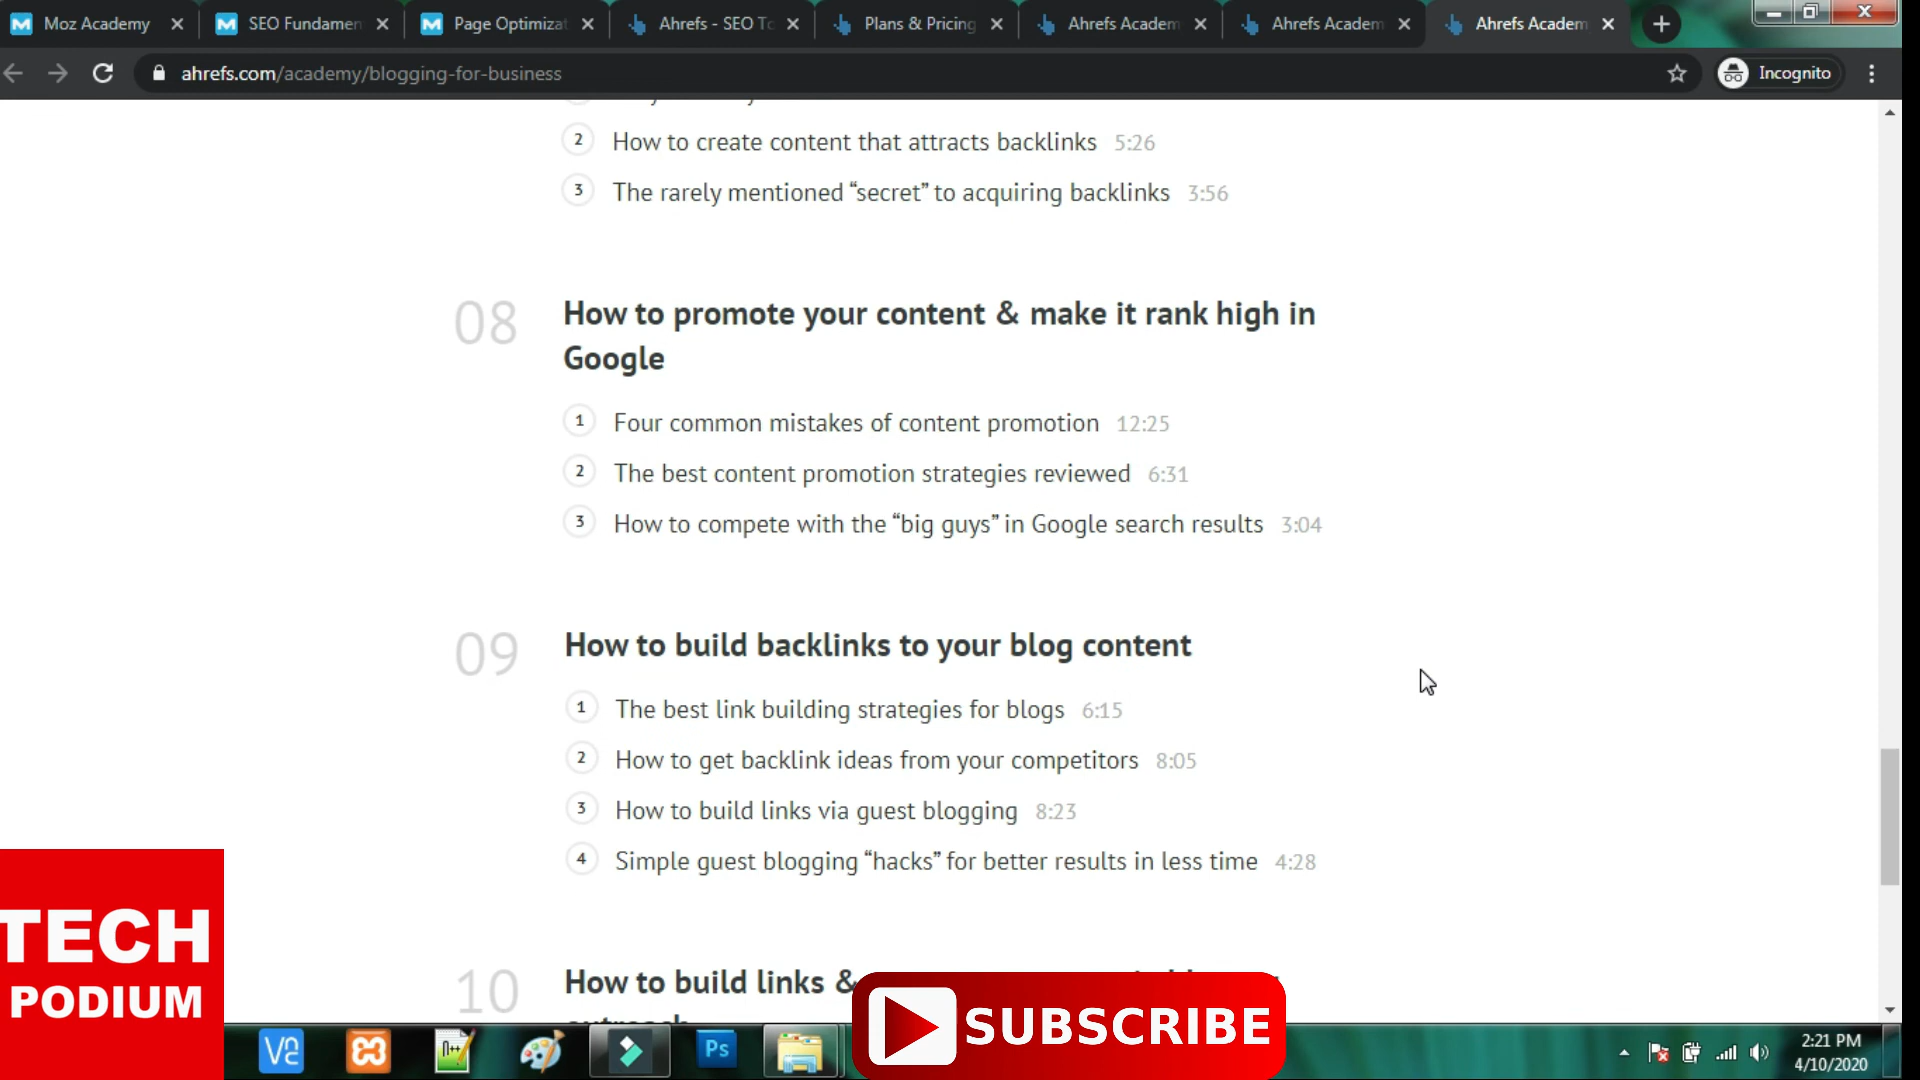 Moz Academy
SEO Fundamen
Page Optimizat
Ahrefs - SEO To
Plans & Pricing
Ahrefs Academ
Ahrefs Academ
Ahrefs Academ
ahrefs.com/academy/blogging-for-business
Incognito
2 How to create content that attracts backlinks 5:26
3 The rarely mentioned “secret” to acquiring backlinks 3:56
08 How to promote your content & make it rank high in
Google
1 Four common mistakes of content promotion 12:25
2 The best content promotion strategies reviewed 6:31
3 How to compete with the “big guys” in Google search results 3:04
09 How to build backlinks to your blog content
1 The best link building strategies for blogs 6:15
2 How to get backlink ideas from your competitors 8:05
3 How to build links via guest blogging 8:23
4 Simple guest blogging “hacks” for better results in less time 4:28
10 How to build links &
TECH
PODIUM
SUBSCRIBE
Ps
2:21 PM
4/10/2020